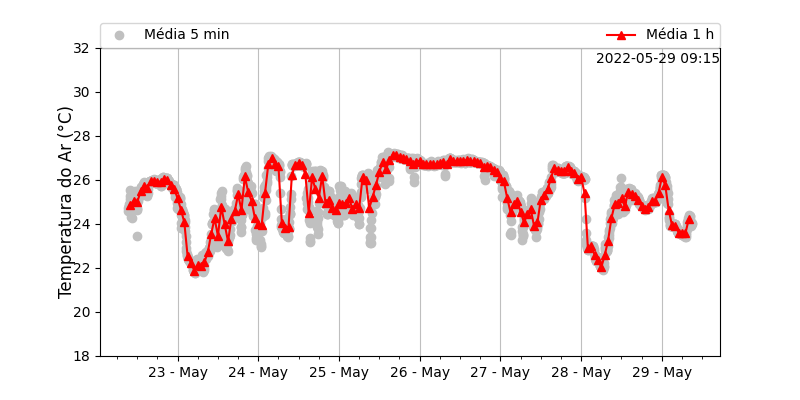 Média 5 min
Média 1 h
2022-05-29 09:15
Temperatura do Ar (°C)
32
30
28
26
24
22
20
18
23 - May
24 - May
25 - May
26 - May
27 - May
28 - May
29 - May